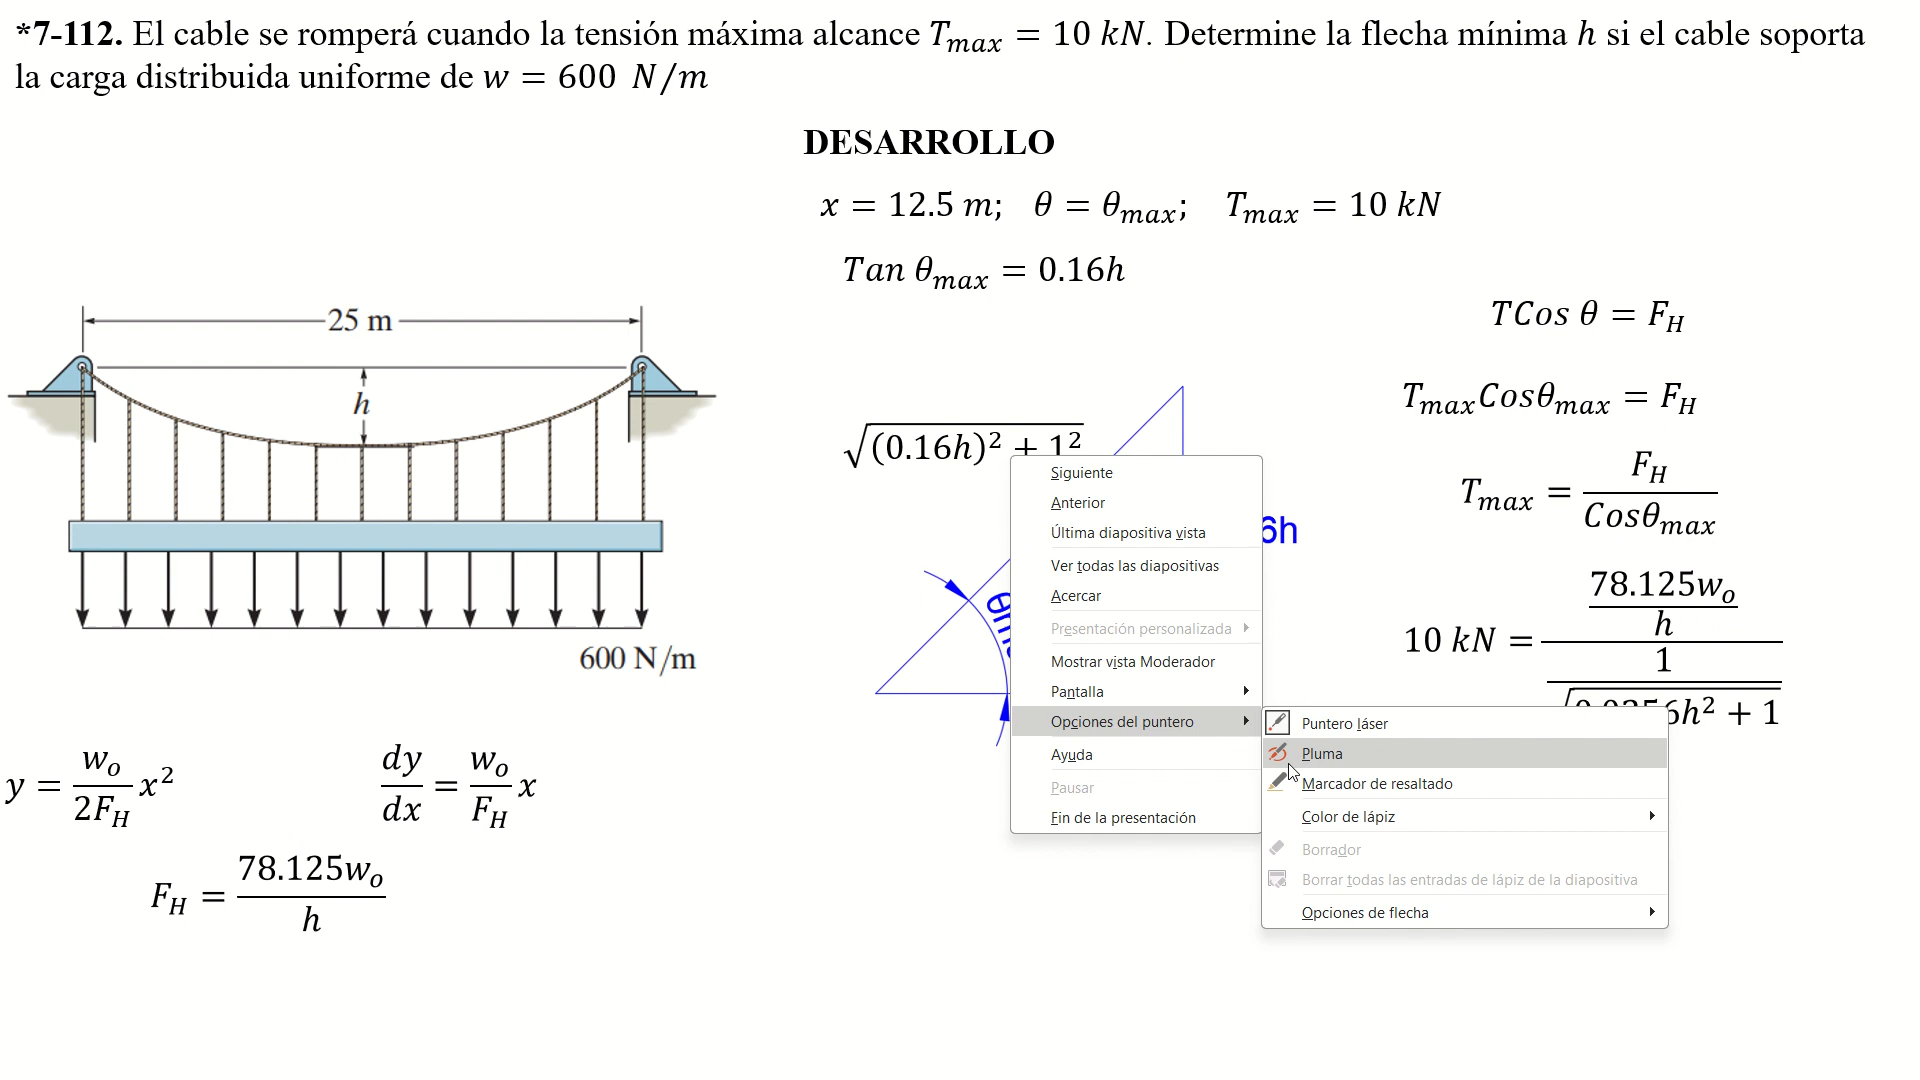 *7-112. El cable se romperá cuando la tensión máxima alcance T_max = 10 kN. Determine la flecha mínima h si el cable soporta
la carga distribuida uniforme de w = 600 N/m
DESARROLLO
x = 12.5 m; θ = θ_max; T_max = 10 kN
Tan θ_max = 0.16h
25 m
h
600 N/m
y = w_o/2F_H x²
dy/dx = w_o/F_H x
F_H = 78.125w_o/h
√(0.16h)² + 1²
6h
TCos θ = F_H
T_maxCosθ_max = F_H
T_max = F_H/Cosθ_max
10 kN = (78.125w_o/h)/(1/√
6h² + 1)
Siguiente
Anterior
Última diapositiva vista
Ver todas las diapositivas
Acercar
Presentación personalizada
Mostrar vista Moderador
Pantalla
Opciones del puntero
Ayuda
Pausar
Fin de la presentación
Puntero láser
Pluma
Marcador de resaltado
Color de lápiz
Borrador
Borrar todas las entradas de lápiz de la diapositiva
Opciones de flecha